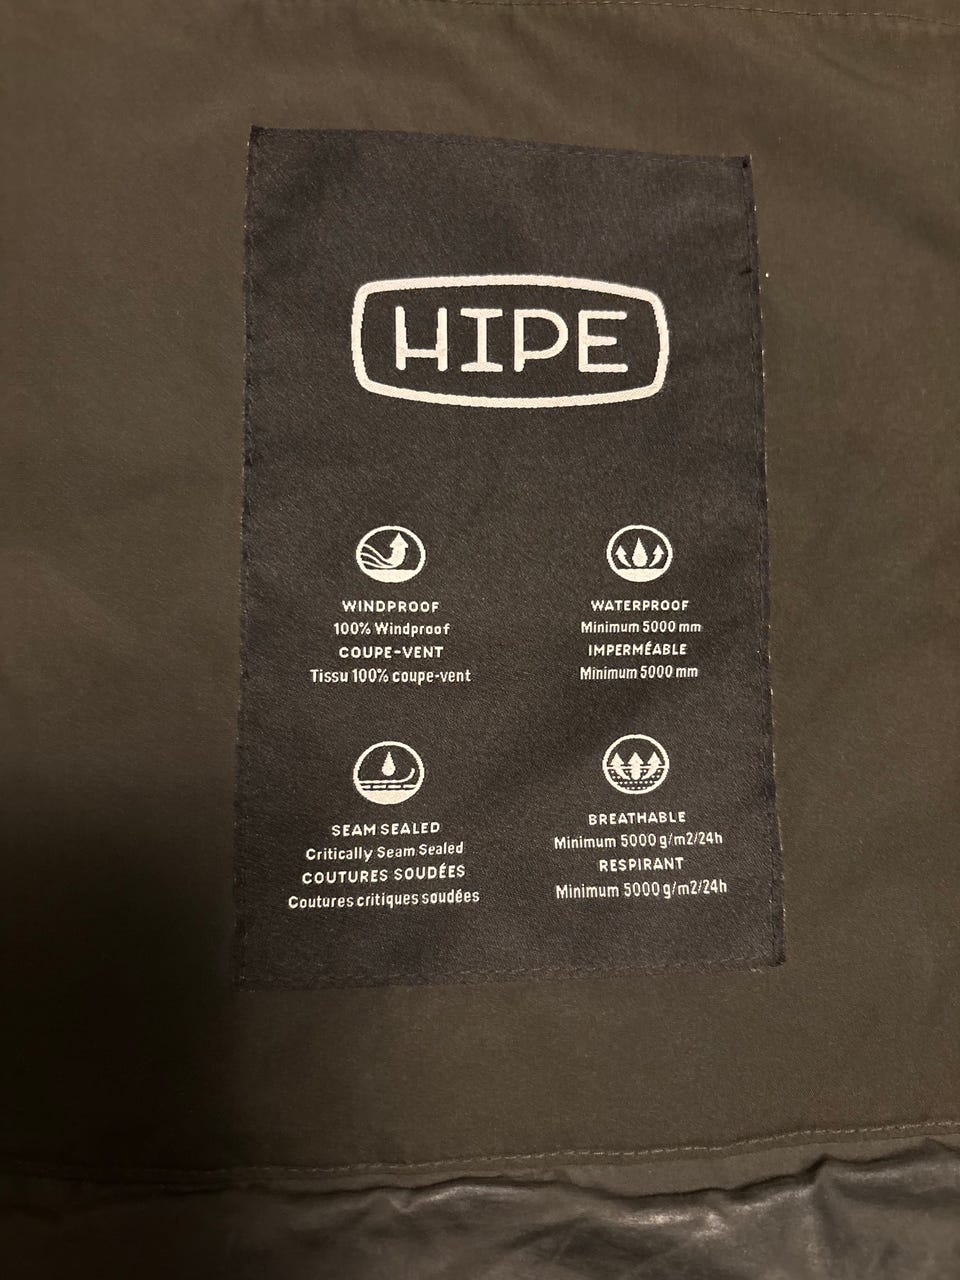 HIPE
WINDPROOF
100% Windproof
COUPE-VENT
Tissu 100% coupe-vent
WATERPROOF
Minimum 5000 mm
IMPERMÉABLE
Minimum 5000 mm
SEAM SEALED
Critically Seam Sealed
COUTURES SOUDÉES
Coutures critiques soudées
BREATHABLE
Minimum 5000 g/m2/24h
RESPIRANT
Minimum 5000 g/m2/24h